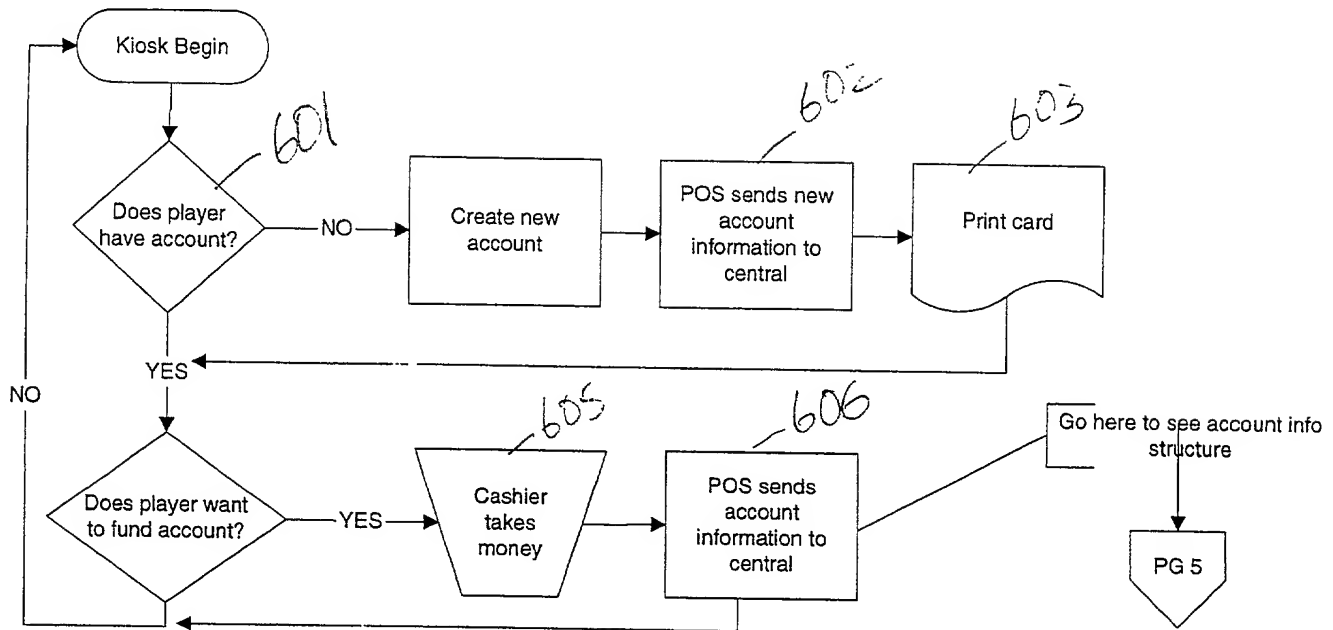 Kiosk Begin
601
Does player
have account?
NO
Create new
account
602
POS sends new
account
information to
central
603
Print card
YES
NO
Does player want
to fund account?
YES
605
Cashier
takes
money
606
POS sends
account
information to
central
Go here to see account info
structure
PG 5